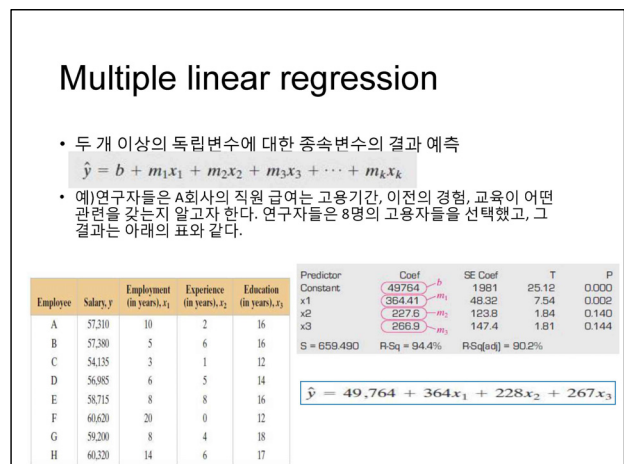 Multiple linear regression
• 두 개 이상의 독립변수에 대한 종속변수의 결과 예측
ŷ = b + m₁x₁ + m₂x₂ + m₃x₃ + ··· + mₖxₖ
• 예)연구자들은 A회사의 직원 급여는 고용기간, 이전의 경험, 교육이 어떤
관련을 갖는지 알고자 한다. 연구자들은 8명의 고용자들을 선택했고, 그
결과는 아래의 표와 같다.
Employee Salary, y Employment (in years), x₁ Experience (in years), x₂ Education (in years), x₃
A 57,310 10 2 16
B 57,380 5 6 16
C 54,135 3 1 12
D 56,985 6 5 14
E 58,715 8 8 16
F 60,620 20 0 12
G 59,200 8 4 18
H 60,320 14 6 17
Predictor Coef SE Coef T P
Constant 49764 b 1981 25.12 0.000
x1 364.41 m₁ 48.32 7.54 0.002
x2 227.6 m₂ 123.8 1.84 0.140
x3 266.9 m₃ 147.4 1.81 0.144
S = 659.490 R-Sq = 94.4% R-Sq(adj) = 90.2%
ŷ = 49,764 + 364x₁ + 228x₂ + 267x₃